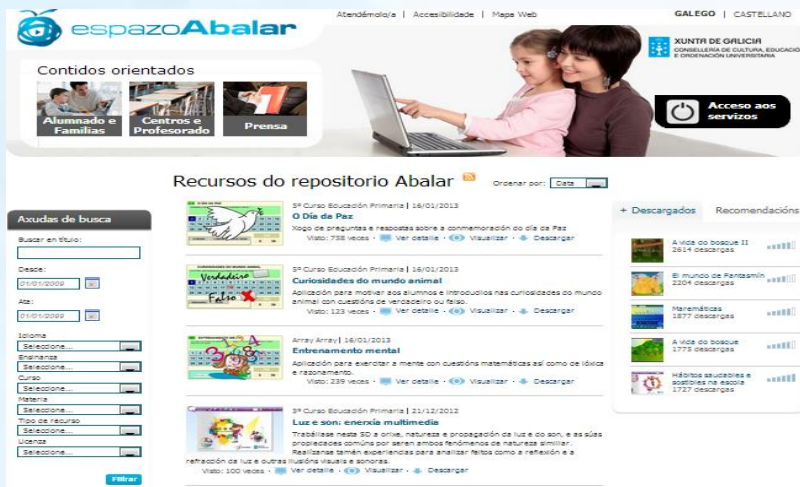 espazoAbalar
Atendémolo/a | Accesibilidade | Mapa Web
GALEGO | CASTELLANO
XUNTA DE GALICIA
CONSELLERÍA DE CULTURA, EDUCACIÓ
E ORDENACIÓN UNIVERSITARIA
Contidos orientados
Alumnado e
Familias
Centros e
Profesorado
Prensa
Acceso aos
servizos
Recursos do repositorio Abalar
Ordenar por: Data
Axudas de busca
Buscar en título:
Desde:
01/01/2009
Ata:
01/01/2009
Idioma
Seleccione...
Ensinanza
Seleccione...
Curso
Seleccione...
Materia
Seleccione...
Tipo de recurso
Seleccione...
Licenza
Seleccione...
Filtrar
5º Curso Educación Primaria | 16/01/2013
O Día da Paz
Xogo de preguntas e respostas sobre a conmemoración do día da Paz
Visto: 738 veces · Ver detalle · Visualizar · Descargar
Verdadeiro
Falso
5º Curso Educación Primaria | 16/01/2013
Curiosidades do mundo animal
Aplicación para motivar aos alumnos e introducilos nas curiosidades do mundo
animal con cuestións de verdadeiro ou falso.
Visto: 123 veces · Ver detalle · Visualizar · Descargar
Array Array | 16/01/2013
Entrenamento mental
Aplicación para exercitar a mente con cuestións matemáticas así como de lóxica
e razonamento.
Visto: 239 veces · Ver detalle · Visualizar · Descargar
3º Curso Educación Primaria | 21/12/2012
Luz e son: enerxía multimedia
Trabállase nesta SD a orixe, natureza e propagación da luz e do son, e as súas
propiedades comúns por seren ambos fenómenos de natureza similiar.
Realízanse tamén experiencias para analizar feitos como a reflexión e a
refracción da luz e outras ilusións visuais e sonoras.
Visto: 100 veces · Ver detalle · Visualizar · Descargar
+ Descargados
Recomendacións
A vida do bosque II
2614 descargas
El mundo de Fantasmín
2204 descargas
Matemáticas
1877 descargas
A vida do bosque
1775 descargas
Hábitos saudables e
sostibles na escola
1727 descargas